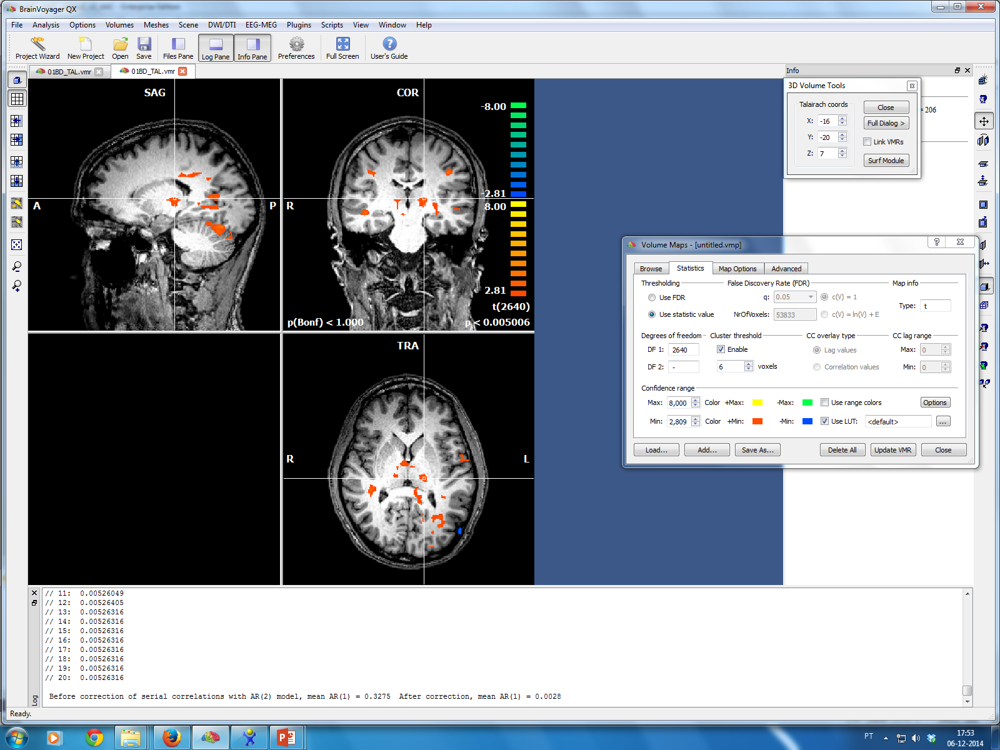 BrainVoyager QX
File Analysis Options Volumes Meshes Scene DWI/DTI EEG-MEG Plugins Scripts View Window Help
Project Wizard New Project Open Save Files Pane Log Pane Info Pane Preferences Full Screen User's Guide
01BD_TAL.vmr 01BD_TAL.vmr
Info
3D Volume Tools
Talairach coords Close
X: -16
Full Dialog >
Y: -20
Link VMRs
Z: 7
Surf Module
= 206
SAG
A P
COR
R
-8.00
-2.81
8.00
2.81
t(2640)
p(Bonf) < 1.000 p < 0.005006
TRA
R L
Volume Maps - [untitled.vmp]
Browse Statistics Map Options Advanced
Thresholding False Discovery Rate (FDR) Map info
Use FDR q: 0.05 c(V) = 1
Type: t
Use statistic value NrOfVoxels: 53833 c(V) = ln(V) + E
Degrees of freedom Cluster threshold CC overlay type CC lag range
DF 1: 2640 Enable Lag values Max: 0
DF 2: - 6 voxels Correlation values Min: 0
Confidence range
Max: 8,000 Color +Max: -Max: Use range colors Options
Min: 2,809 Color +Min: -Min: Use LUT: <default> ...
Load... Add... Save As... Delete All Update VMR Close
// 11: 0.00526049
// 12: 0.00526405
// 13: 0.00526316
// 14: 0.00526316
// 15: 0.00526316
// 16: 0.00526316
// 17: 0.00526316
// 18: 0.00526316
// 19: 0.00526316
// 20: 0.00526316
Before correction of serial correlations with AR(2) model, mean AR(1) = 0.3275 After correction, mean AR(1) = 0.0028
Log
Ready.
PT
17:53
06-12-2014